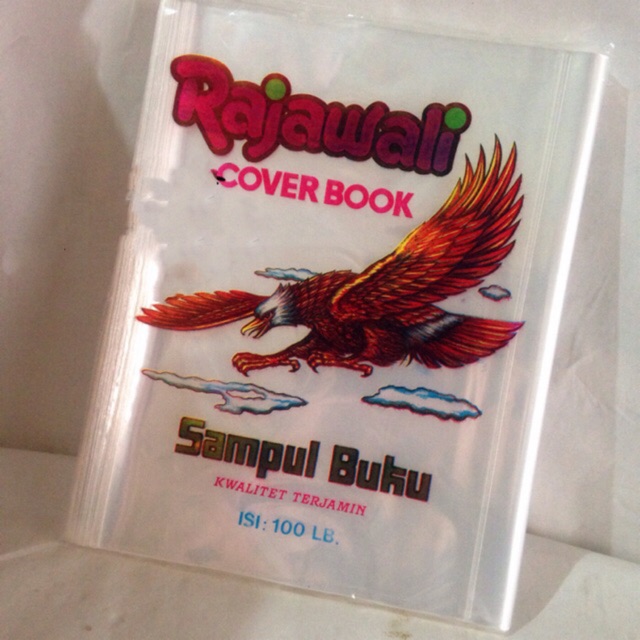 Rajawali
COVER BOOK
Sampul Buku
KWALITET TERJAMIN
ISI: 100 LB.